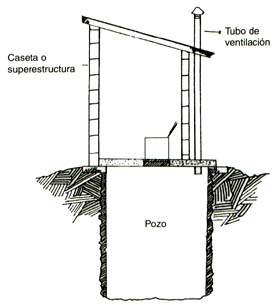 Caseta o
superestructura
Tubo de
ventilación
Pozo